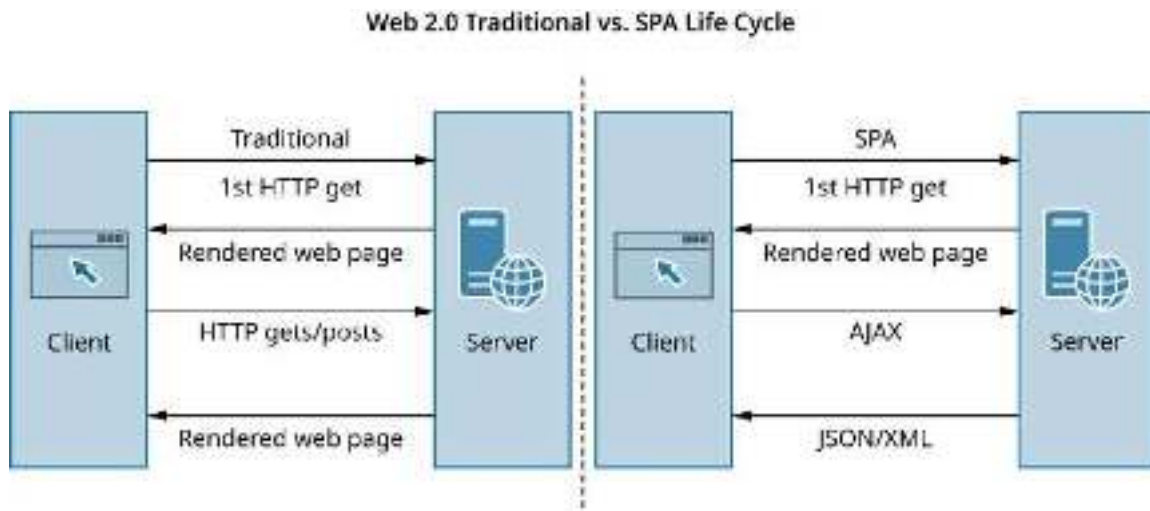 Web 2.0 Traditional vs. SPA Life Cycle
Traditional
1st HTTP get
Rendered web page
HTTP gets/posts
Rendered web page
Client
Server
SPA
1st HTTP get
Rendered web page
AJAX
JSON/XML
Client
Server